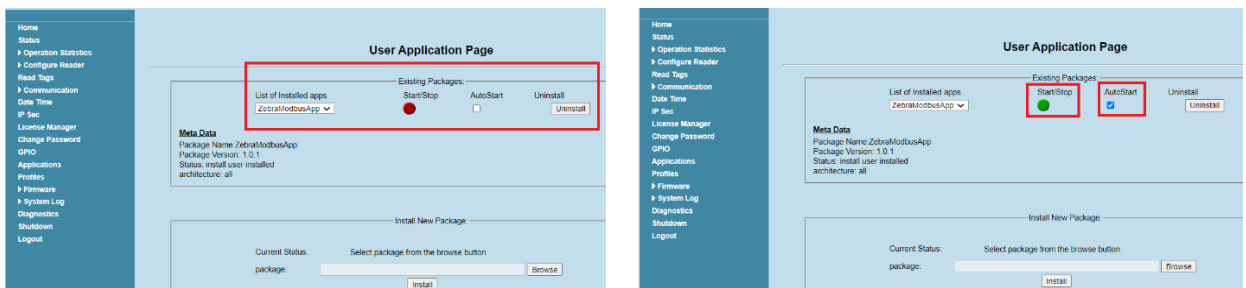 Home
Status
Operation Statistics
Configure Reader
Read Tags
Communication
Date Time
IP Sec
License Manager
Change Password
GPIO
Applications
Profiles
Firmware
System Log
Diagnostics
Shutdown
Logout
User Application Page
Existing Packages:
List of Installed apps Start/Stop AutoStart Uninstall
ZebraModbusApp Uninstall
Meta Data
Package Name:ZebraModbusApp
Package Version: 1.0.1
Status: install user installed
architecture: all
Install New Package:
Current Status: Select package from the browse button
package: Browse
Install
Home
Status
Operation Statistics
Configure Reader
Read Tags
Communication
Date Time
IP Sec
License Manager
Change Password
GPIO
Applications
Profiles
Firmware
System Log
Diagnostics
Shutdown
Logout
User Application Page
Existing Packages:
List of Installed apps Start/Stop AutoStart Uninstall
ZebraModbusApp Uninstall
Meta Data
Package Name:ZebraModbusApp
Package Version: 1.0.1
Status: install user installed
architecture: all
Install New Package:
Current Status: Select package from the browse button
package: Browse
Install